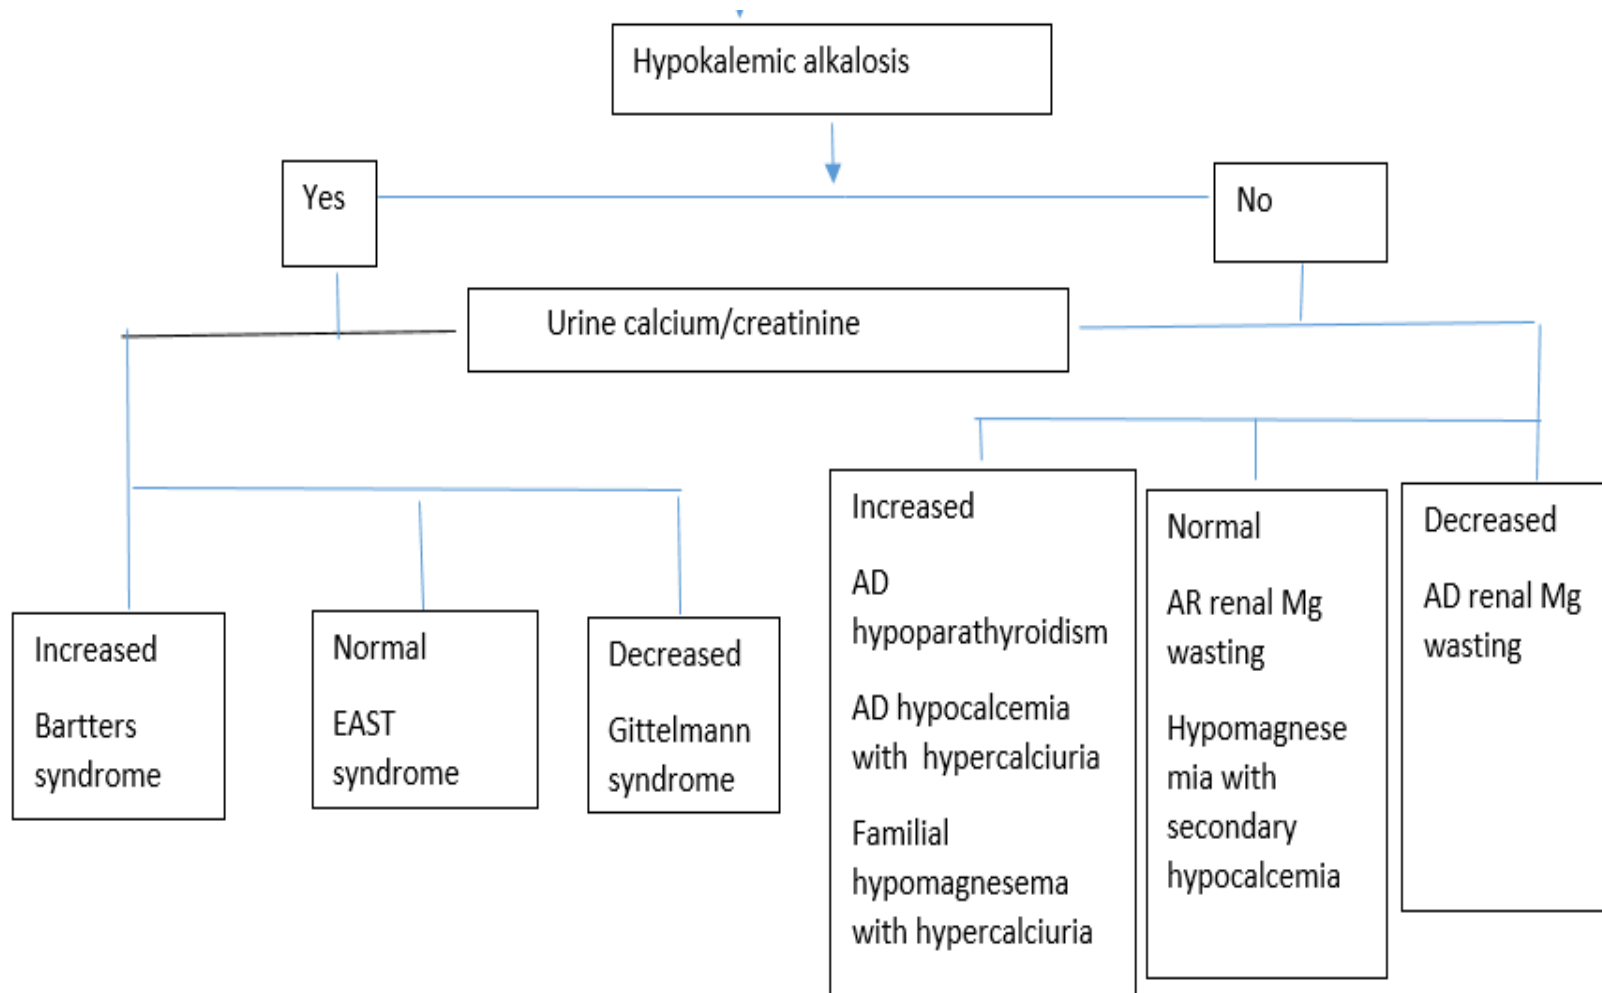 Hypokalemic alkalosis
Yes
No
Urine calcium/creatinine
Increased
Bartters
syndrome
Normal
EAST
syndrome
Decreased
Gittelmann
syndrome
Increased
AD
hypoparathyroidism
AD hypocalcemia
with hypercalciuria
Familial
hypomagnesema
with hypercalciuria
Normal
AR renal Mg
wasting
Hypomagnese
mia with
secondary
hypocalcemia
Decreased
AD renal Mg
wasting